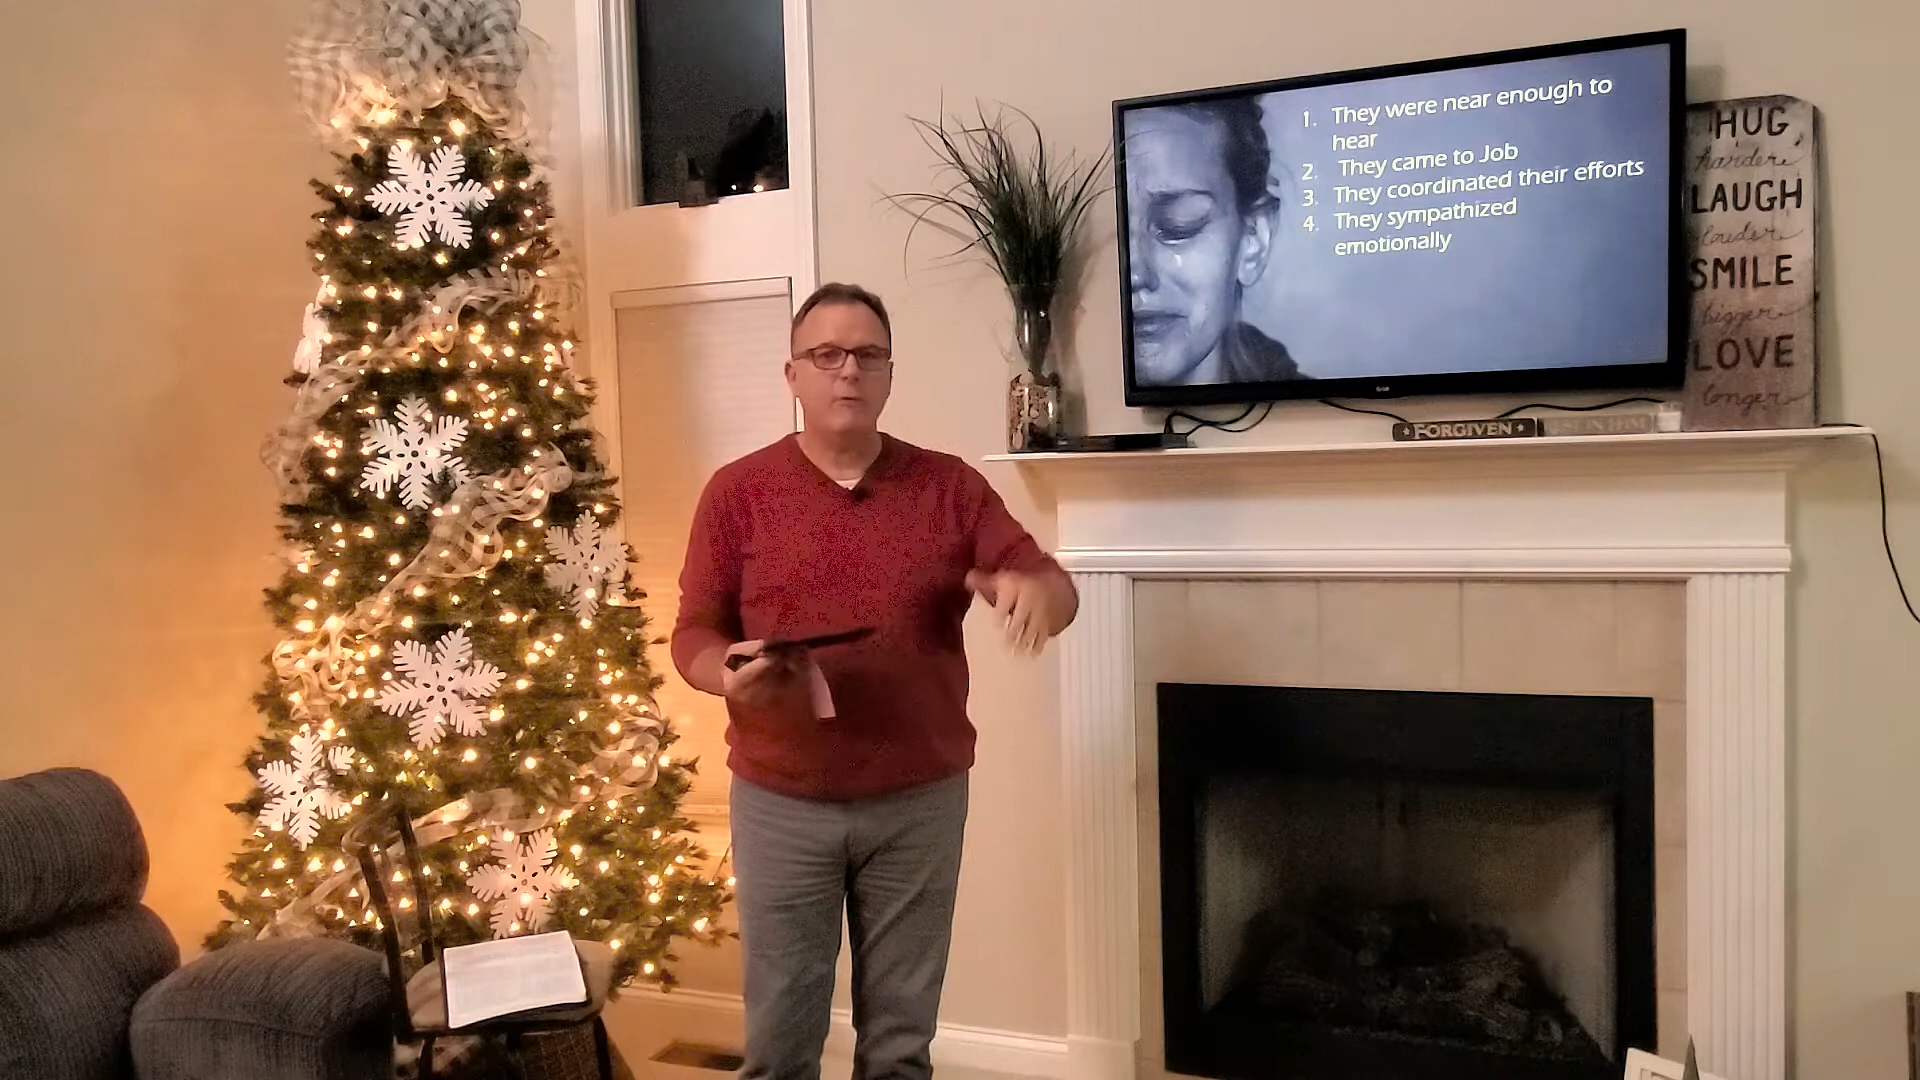 1. They were near enough to
hear
2. They came to Job
3. They coordinated their efforts
4. They sympathized
emotionally
HUG
harder
LAUGH
louder
SMILE
bigger
LOVE
longer
FORGIVEN